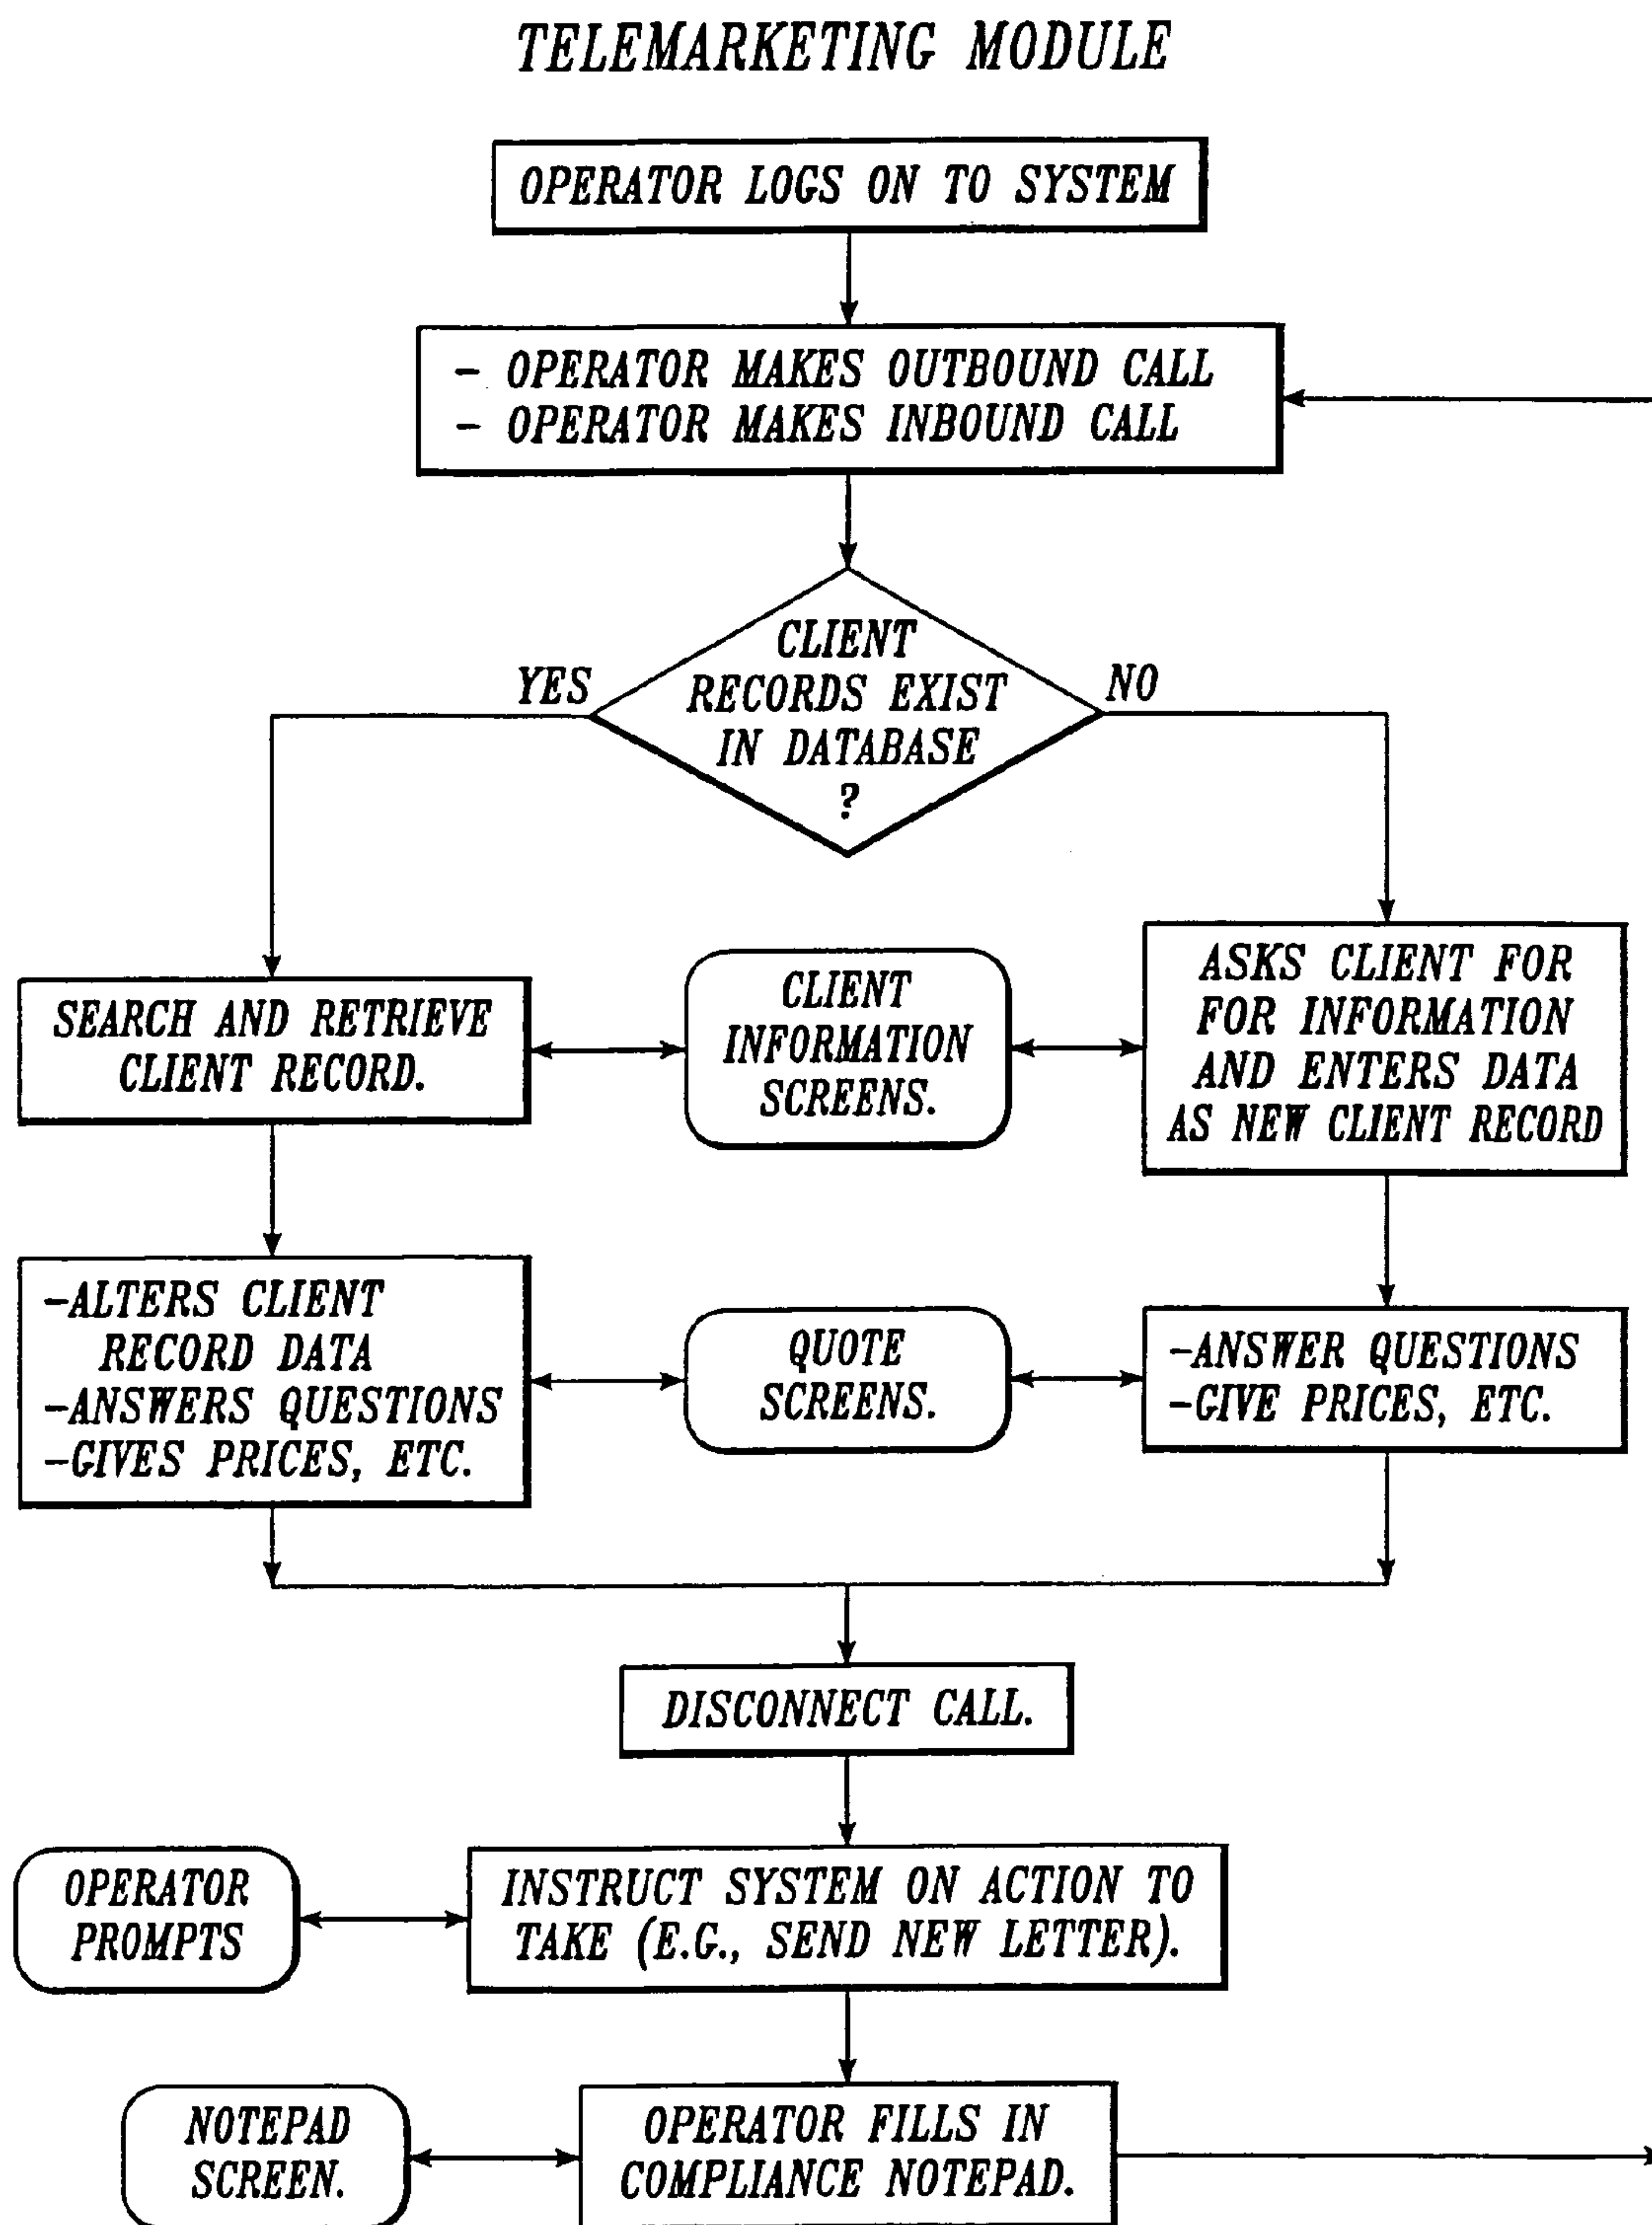 TELEMARKETING MODULE
OPERATOR LOGS ON TO SYSTEM
- OPERATOR MAKES OUTBOUND CALL
- OPERATOR MAKES INBOUND CALL
CLIENT
RECORDS EXIST
IN DATABASE
?
YES
NO
SEARCH AND RETRIEVE
CLIENT RECORD.
CLIENT
INFORMATION
SCREENS.
ASKS CLIENT FOR
FOR INFORMATION
AND ENTERS DATA
AS NEW CLIENT RECORD
-ALTERS CLIENT
RECORD DATA
-ANSWERS QUESTIONS
-GIVES PRICES, ETC.
QUOTE
SCREENS.
-ANSWER QUESTIONS
-GIVE PRICES, ETC.
DISCONNECT CALL.
OPERATOR
PROMPTS
INSTRUCT SYSTEM ON ACTION TO
TAKE (E.G., SEND NEW LETTER).
NOTEPAD
SCREEN.
OPERATOR FILLS IN
COMPLIANCE NOTEPAD.